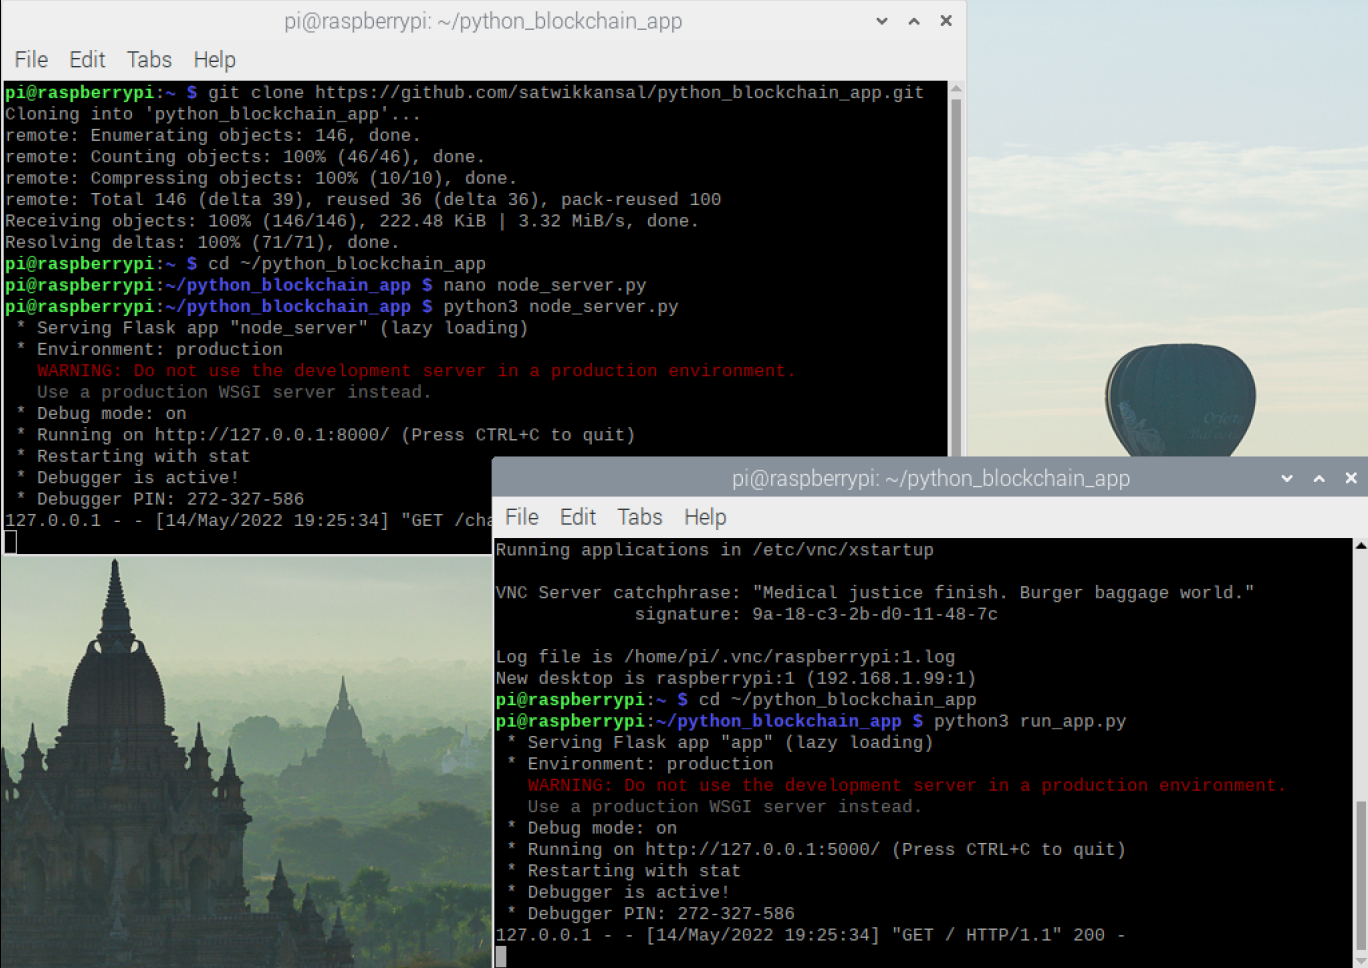 pi@raspberrypi: ~/python_blockchain_app
File Edit Tabs Help
pi@raspberrypi:~ $ git clone https://github.com/satwikkansal/python_blockchain_app.git
Cloning into 'python_blockchain_app'...
remote: Enumerating objects: 146, done.
remote: Counting objects: 100% (46/46), done.
remote: Compressing objects: 100% (10/10), done.
remote: Total 146 (delta 39), reused 36 (delta 36), pack-reused 100
Receiving objects: 100% (146/146), 222.48 KiB | 3.32 MiB/s, done.
Resolving deltas: 100% (71/71), done.
pi@raspberrypi:~ $ cd ~/python_blockchain_app
pi@raspberrypi:~/python_blockchain_app $ nano node_server.py
pi@raspberrypi:~/python_blockchain_app $ python3 node_server.py
* Serving Flask app "node_server" (lazy loading)
* Environment: production
WARNING: Do not use the development server in a production environment.
Use a production WSGI server instead.
* Debug mode: on
* Running on http://127.0.0.1:8000/ (Press CTRL+C to quit)
* Restarting with stat
* Debugger is active!
* Debugger PIN: 272-327-586
127.0.0.1 - - [14/May/2022 19:25:34] "GET /cha
pi@raspberrypi: ~/python_blockchain_app
File Edit Tabs Help
Running applications in /etc/vnc/xstartup
VNC Server catchphrase: "Medical justice finish. Burger baggage world."
signature: 9a-18-c3-2b-d0-11-48-7c
Log file is /home/pi/.vnc/raspberrypi:1.log
New desktop is raspberrypi:1 (192.168.1.99:1)
pi@raspberrypi:~ $ cd ~/python_blockchain_app
pi@raspberrypi:~/python_blockchain_app $ python3 run_app.py
* Serving Flask app "app" (lazy loading)
* Environment: production
WARNING: Do not use the development server in a production environment.
Use a production WSGI server instead.
* Debug mode: on
* Running on http://127.0.0.1:5000/ (Press CTRL+C to quit)
* Restarting with stat
* Debugger is active!
* Debugger PIN: 272-327-586
127.0.0.1 - - [14/May/2022 19:25:34] "GET / HTTP/1.1" 200 -